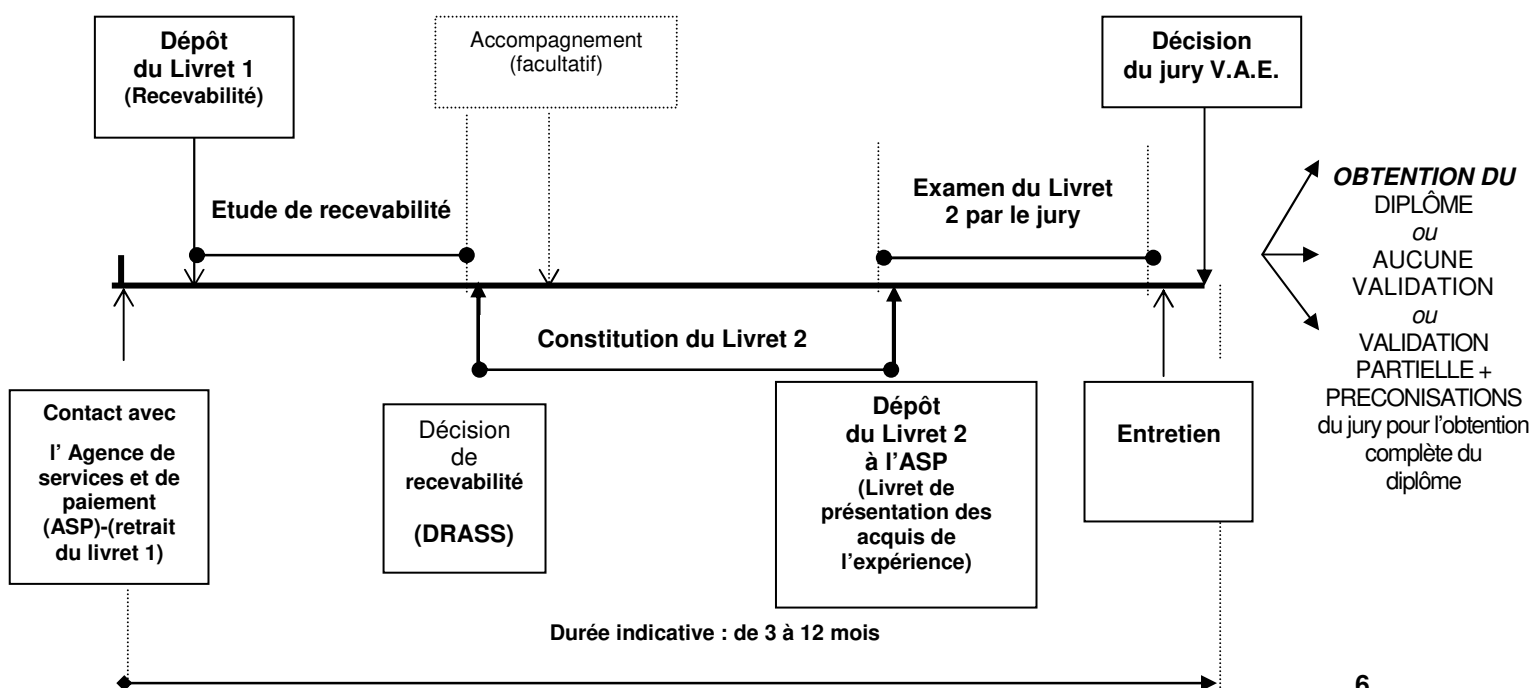 Dépôt
du Livret 1
(Recevabilité)
Accompagnement
(facultatif)
Décision
du jury V.A.E.
Etude de recevabilité
Examen du Livret
2 par le jury
OBTENTION DU
DIPLÔME
ou
AUCUNE
VALIDATION
ou
VALIDATION
PARTIELLE +
PRECONISATIONS
du jury pour l'obtention
complète du
diplôme
Constitution du Livret 2
Contact avec
l' Agence de
services et de
paiement
(ASP)-(retrait
du livret 1)
Décision
de
recevabilité
(DRASS)
Dépôt
du Livret 2
à l'ASP
(Livret de
présentation des
acquis de
l'expérience)
Entretien
Durée indicative : de 3 à 12 mois
6